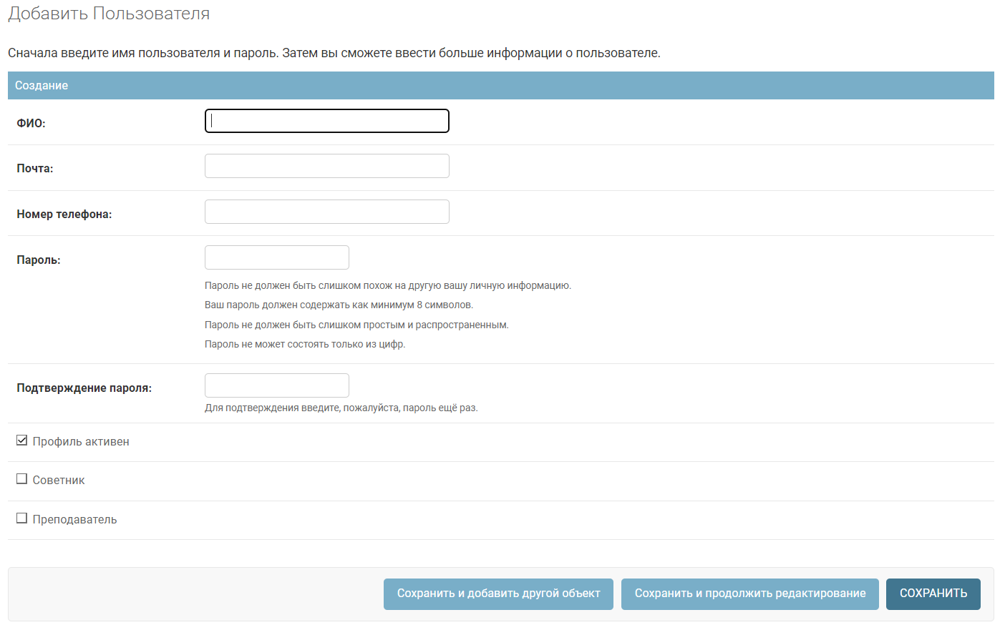 Добавить Пользователя
Сначала введите имя пользователя и пароль. Затем вы сможете ввести больше информации о пользователе.
Создание
ФИО:
Почта:
Номер телефона:
Пароль:
Пароль не должен быть слишком похож на другую вашу личную информацию.
Ваш пароль должен содержать как минимум 8 символов.
Пароль не должен быть слишком простым и распространенным.
Пароль не может состоять только из цифр.
Подтверждение пароля:
Для подтверждения введите, пожалуйста, пароль ещё раз.
Профиль активен
Советник
Преподаватель
Сохранить и добавить другой объект
Сохранить и продолжить редактирование
СОХРАНИТЬ